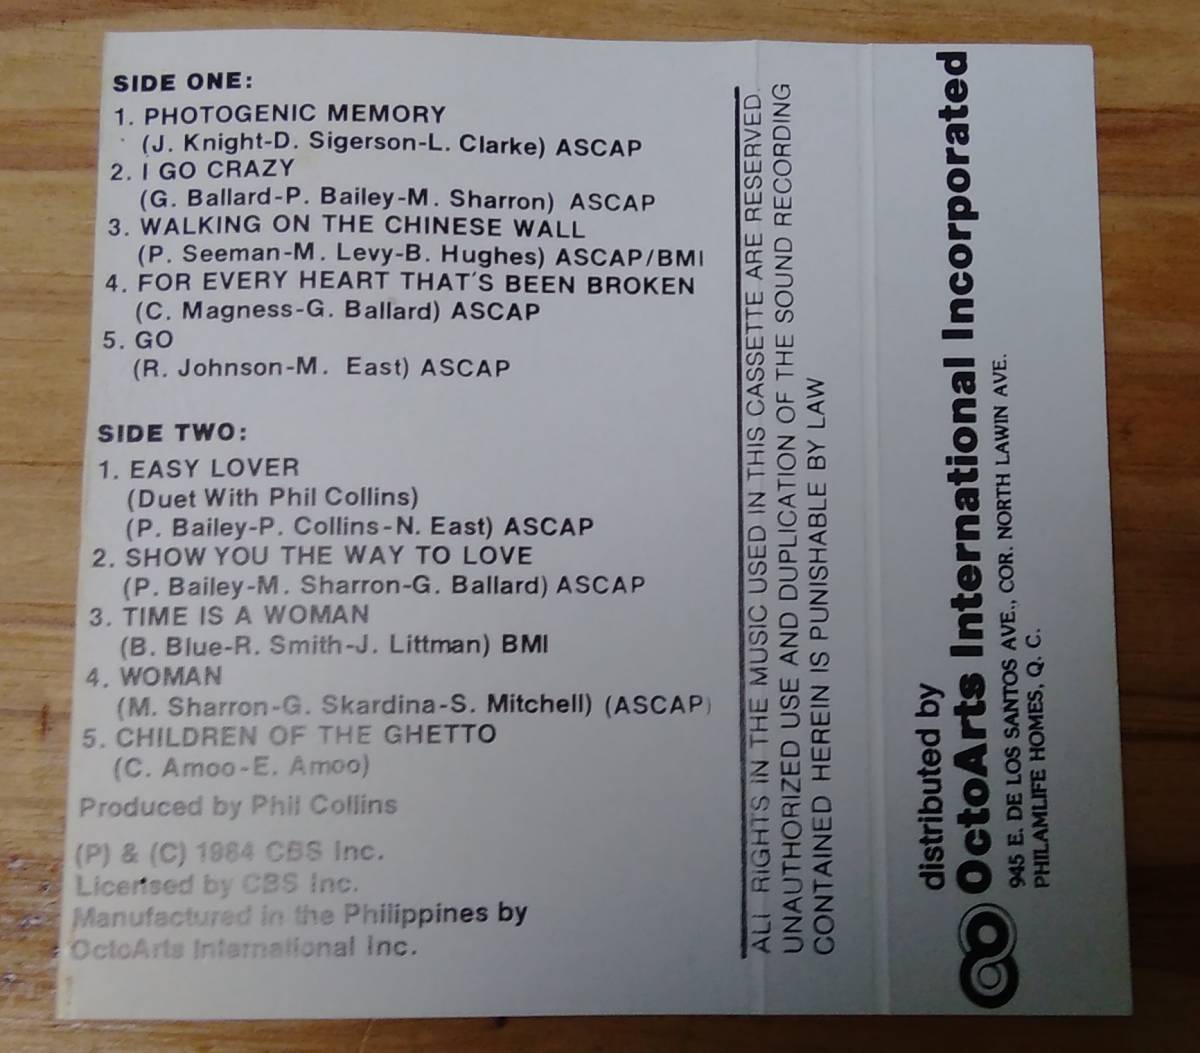 SIDE ONE:
1. PHOTOGENIC MEMORY
(J. Knight-D. Sigerson-L. Clarke) ASCAP
2. I GO CRAZY
(G. Ballard-P. Bailey-M. Sharron) ASCAP
3. WALKING ON THE CHINESE WALL
(P. Seeman-M. Levy-B. Hughes) ASCAP/BMI
4. FOR EVERY HEART THAT'S BEEN BROKEN
(C. Magness-G. Ballard) ASCAP
5. GO
(R. Johnson-M. East) ASCAP
SIDE TWO:
1. EASY LOVER
(Duet With Phil Collins)
(P. Bailey-P. Collins-N. East) ASCAP
2. SHOW YOU THE WAY TO LOVE
(P. Bailey-M. Sharron-G. Ballard) ASCAP
3. TIME IS A WOMAN
(B. Blue-R. Smith-J. Littman) BMI
4. WOMAN
(M. Sharron-G. Skardina-S. Mitchell) (ASCAP)
5. CHILDREN OF THE GHETTO
(C. Amoo-E. Amoo)
Produced by Phil Collins
(P) & (C) 1984 CBS Inc.
Licensed by CBS Inc.
Manufactured in the Philippines by
OctoArts International Inc.
ALL RIGHTS IN THE MUSIC USED IN THIS CASSETTE ARE RESERVED.
UNAUTHORIZED USE AND DUPLICATION OF THE SOUND RECORDING
CONTAINED HEREIN IS PUNISHABLE BY LAW
distributed by
OctoArts International Incorporated
945 E. DE LOS SANTOS AVE., COR. NORTH LAWIN AVE.
PHILAMLIFE HOMES, Q. C.